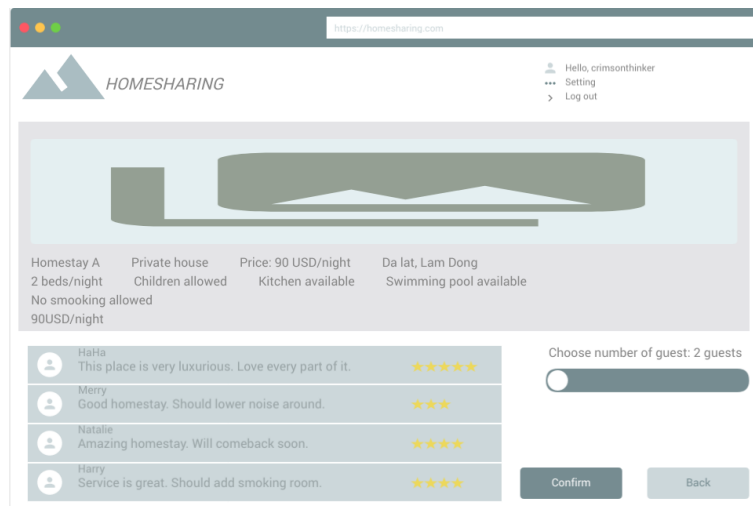 https://homesharing.com
HOMESHARING
Hello, crimsonthinker
Setting
Log out
Homestay A Private house Price: 90 USD/night Da lat, Lam Dong
2 beds/night Children allowed Kitchen available Swimming pool available
No smooking allowed
90USD/night
HaHa
This place is very luxurious. Love every part of it.
Merry
Good homestay. Should lower noise around.
Natalie
Amazing homestay. Will comeback soon.
Harry
Service is great. Should add smoking room.
Choose number of guest: 2 guests
Confirm Back